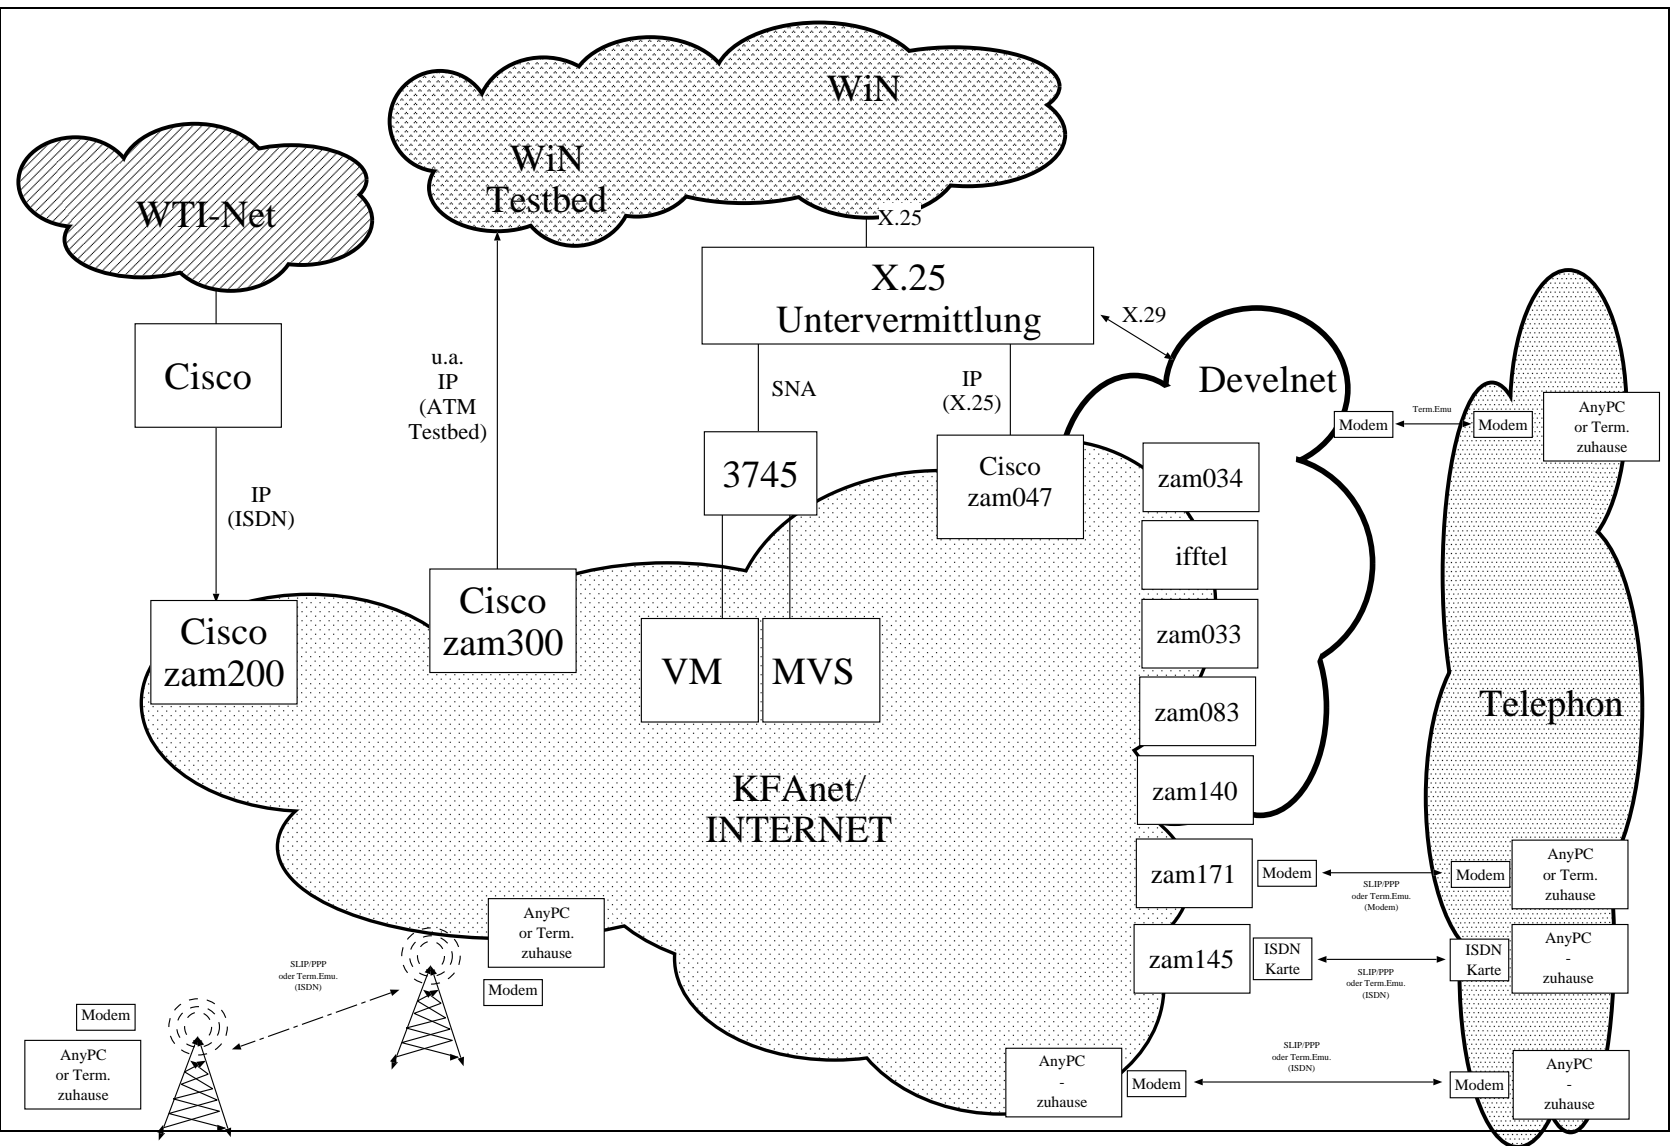 WiN
WiN
Testbed
WTI-Net
X.25
X.25
Untervermittlung
X.29
Develnet
Cisco
u.a.
IP
(ATM
Testbed)
SNA
IP
(X.25)
Modem
Term.Emu
Modem
AnyPC
or Term.
zuhause
3745
Cisco
zam047
zam034
IP
(ISDN)
ifftel
Cisco
zam200
Cisco
zam300
VM
MVS
zam033
zam083
Telephon
KFAnet/
INTERNET
zam140
zam171
Modem
SLIP/PPP
oder Term.Emu.
(Modem)
Modem
AnyPC
or Term.
zuhause
AnyPC
or Term.
zuhause
Modem
zam145
ISDN
Karte
SLIP/PPP
oder Term.Emu.
(ISDN)
ISDN
Karte
AnyPC
-
zuhause
SLIP/PPP
oder Term.Emu.
(ISDN)
Modem
AnyPC
or Term.
zuhause
AnyPC
-
zuhause
Modem
SLIP/PPP
oder Term.Emu.
(ISDN)
Modem
AnyPC
-
zuhause